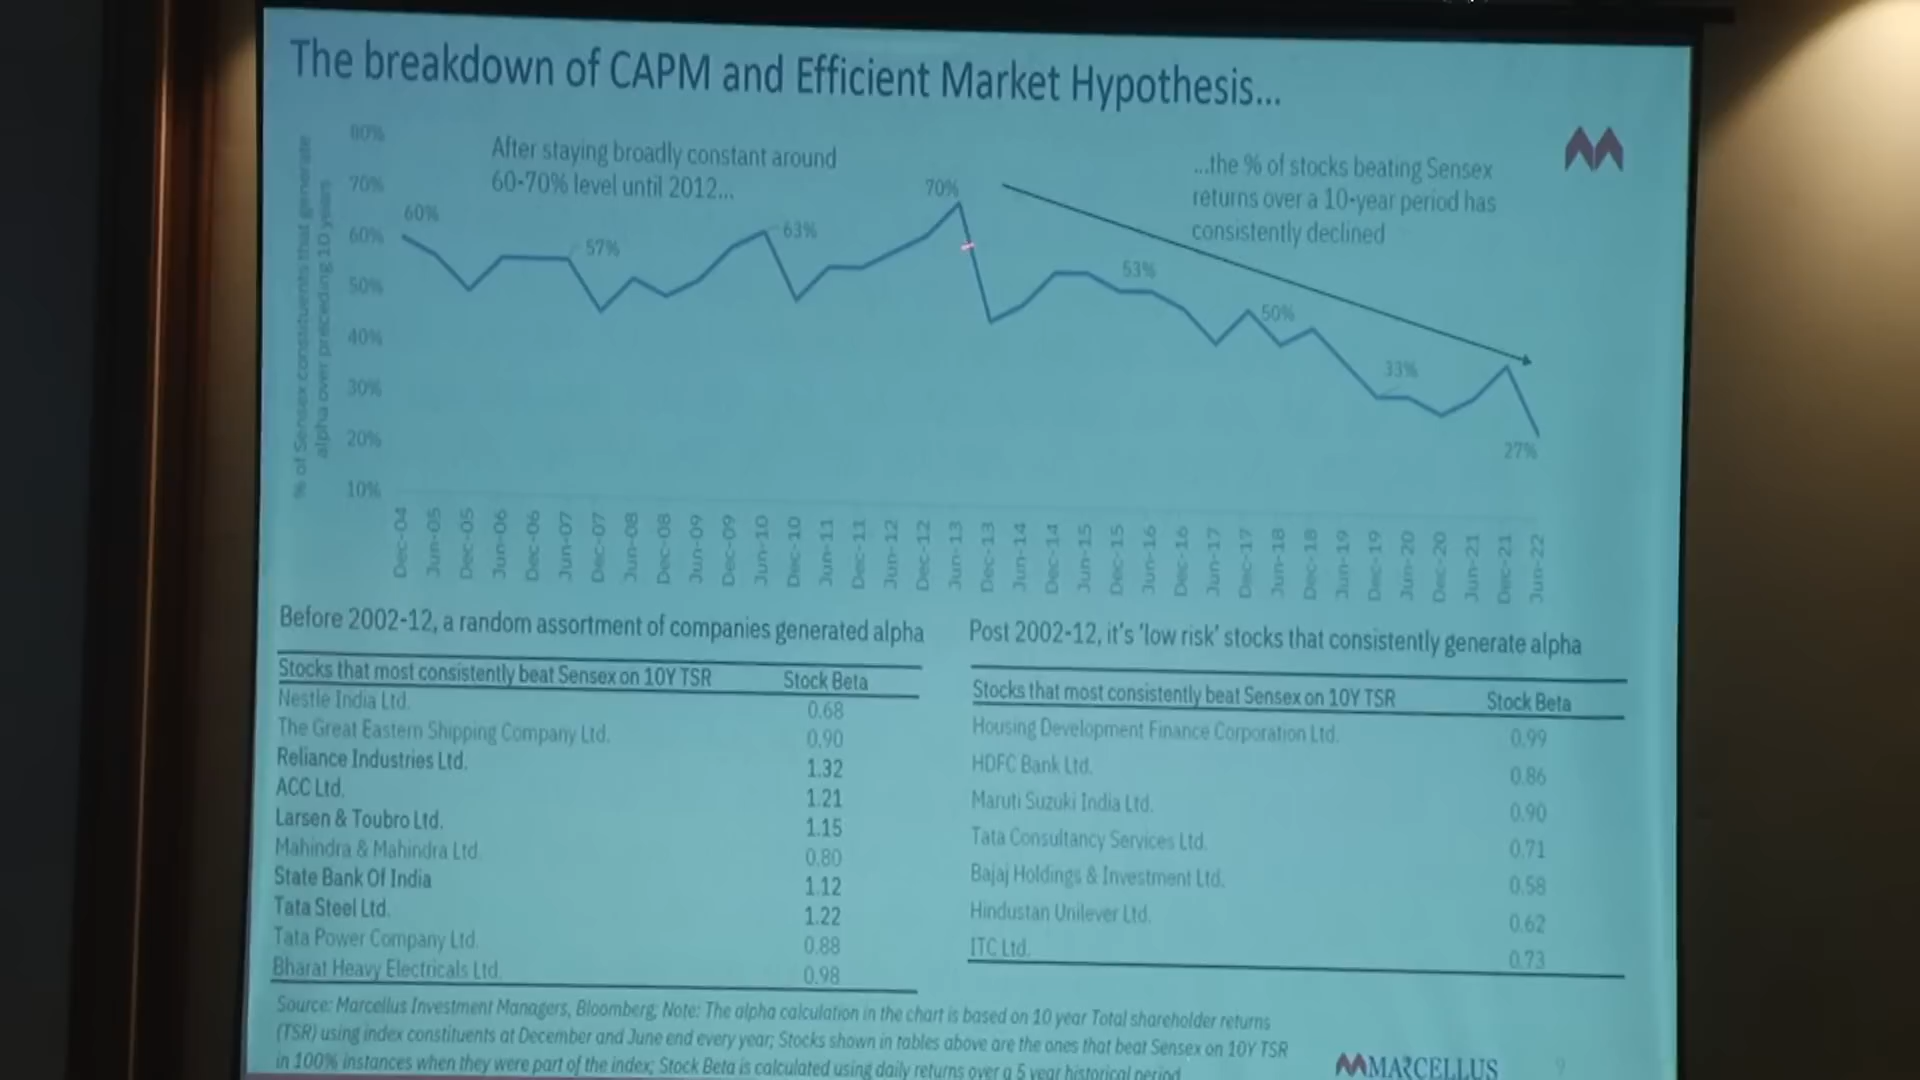 The breakdown of CAPM and Efficient Market Hypothesis...
% of Sensex constituents that generate
alpha over preceding 10 years
80%
70%
60%
50%
40%
30%
20%
10%
After staying broadly constant around
60-70% level until 2012...
...the % of stocks beating Sensex
returns over a 10-year period has
consistently declined
60%
57%
63%
70%
53%
50%
33%
27%
Dec-04
Jun-05
Dec-05
Jun-06
Dec-06
Jun-07
Dec-07
Jun-08
Dec-08
Jun-09
Dec-09
Jun-10
Dec-10
Jun-11
Dec-11
Jun-12
Dec-12
Jun-13
Dec-13
Jun-14
Dec-14
Jun-15
Dec-15
Jun-16
Dec-16
Jun-17
Dec-17
Jun-18
Dec-18
Jun-19
Dec-19
Jun-20
Dec-20
Jun-21
Dec-21
Jun-22
Before 2002-12, a random assortment of companies generated alpha
Stocks that most consistently beat Sensex on 10Y TSR Stock Beta
Nestle India Ltd. 0.68
The Great Eastern Shipping Company Ltd. 0.90
Reliance Industries Ltd. 1.32
ACC Ltd. 1.21
Larsen & Toubro Ltd. 1.15
Mahindra & Mahindra Ltd. 0.80
State Bank Of India 1.12
Tata Steel Ltd. 1.22
Tata Power Company Ltd. 0.88
Bharat Heavy Electricals Ltd. 0.98
Post 2002-12, it's 'low risk' stocks that consistently generate alpha
Stocks that most consistently beat Sensex on 10Y TSR Stock Beta
Housing Development Finance Corporation Ltd. 0.99
HDFC Bank Ltd. 0.86
Maruti Suzuki India Ltd. 0.90
Tata Consultancy Services Ltd. 0.71
Bajaj Holdings & Investment Ltd. 0.58
Hindustan Unilever Ltd. 0.62
ITC Ltd. 0.73
Source: Marcellus Investment Managers, Bloomberg; Note: The alpha calculation in the chart is based on 10 year Total shareholder returns
(TSR) using index constituents at December and June end every year; Stocks shown in tables above are the ones that beat Sensex on 10Y TSR
in 100% instances when they were part of the index; Stock Beta is calculated using daily returns over a 5 year historical period
MARCELLUS
9